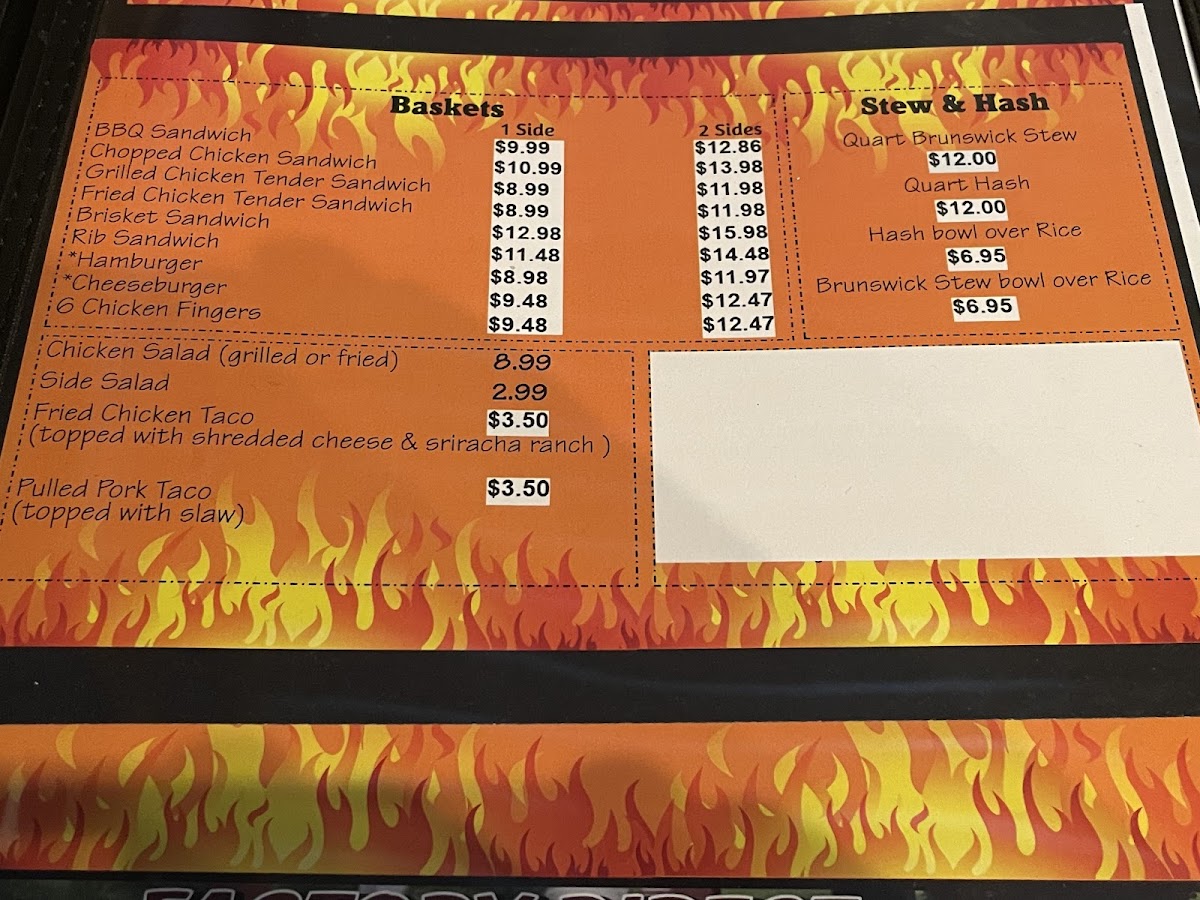 Baskets
1 Side 2 Sides
BBQ Sandwich $9.99 $12.86
Chopped Chicken Sandwich $10.99 $13.98
Grilled Chicken Tender Sandwich $8.99 $11.98
Fried Chicken Tender Sandwich $8.99 $11.98
Brisket Sandwich $12.98 $15.98
Rib Sandwich $11.48 $14.48
*Hamburger $8.98 $11.97
*Cheeseburger $9.48 $12.47
6 Chicken Fingers $9.48 $12.47
Stew & Hash
Quart Brunswick Stew
$12.00
Quart Hash
$12.00
Hash bowl over Rice
$6.95
Brunswick Stew bowl over Rice
$6.95
Chicken Salad (grilled or fried) 8.99
Side Salad 2.99
Fried Chicken Taco $3.50
(topped with shredded cheese & sriracha ranch )
Pulled Pork Taco $3.50
(topped with slaw)
FACTORY DIRECT